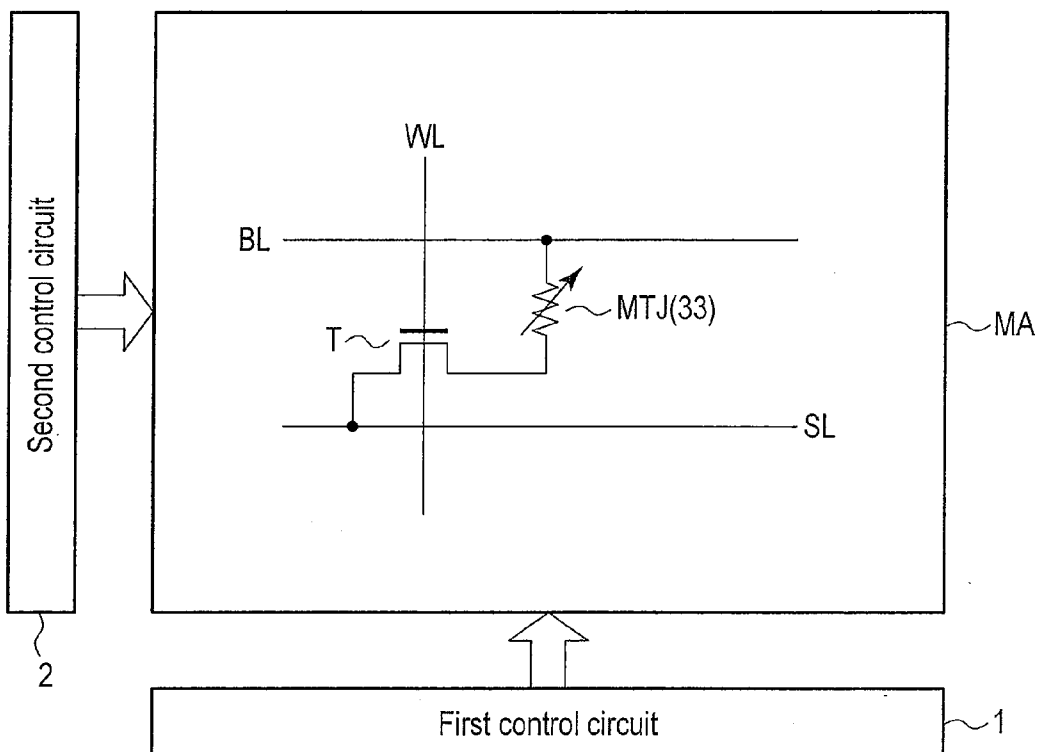 WL
BL
MTJ(33)
T
MA
SL
Second control circuit
2
First control circuit
1